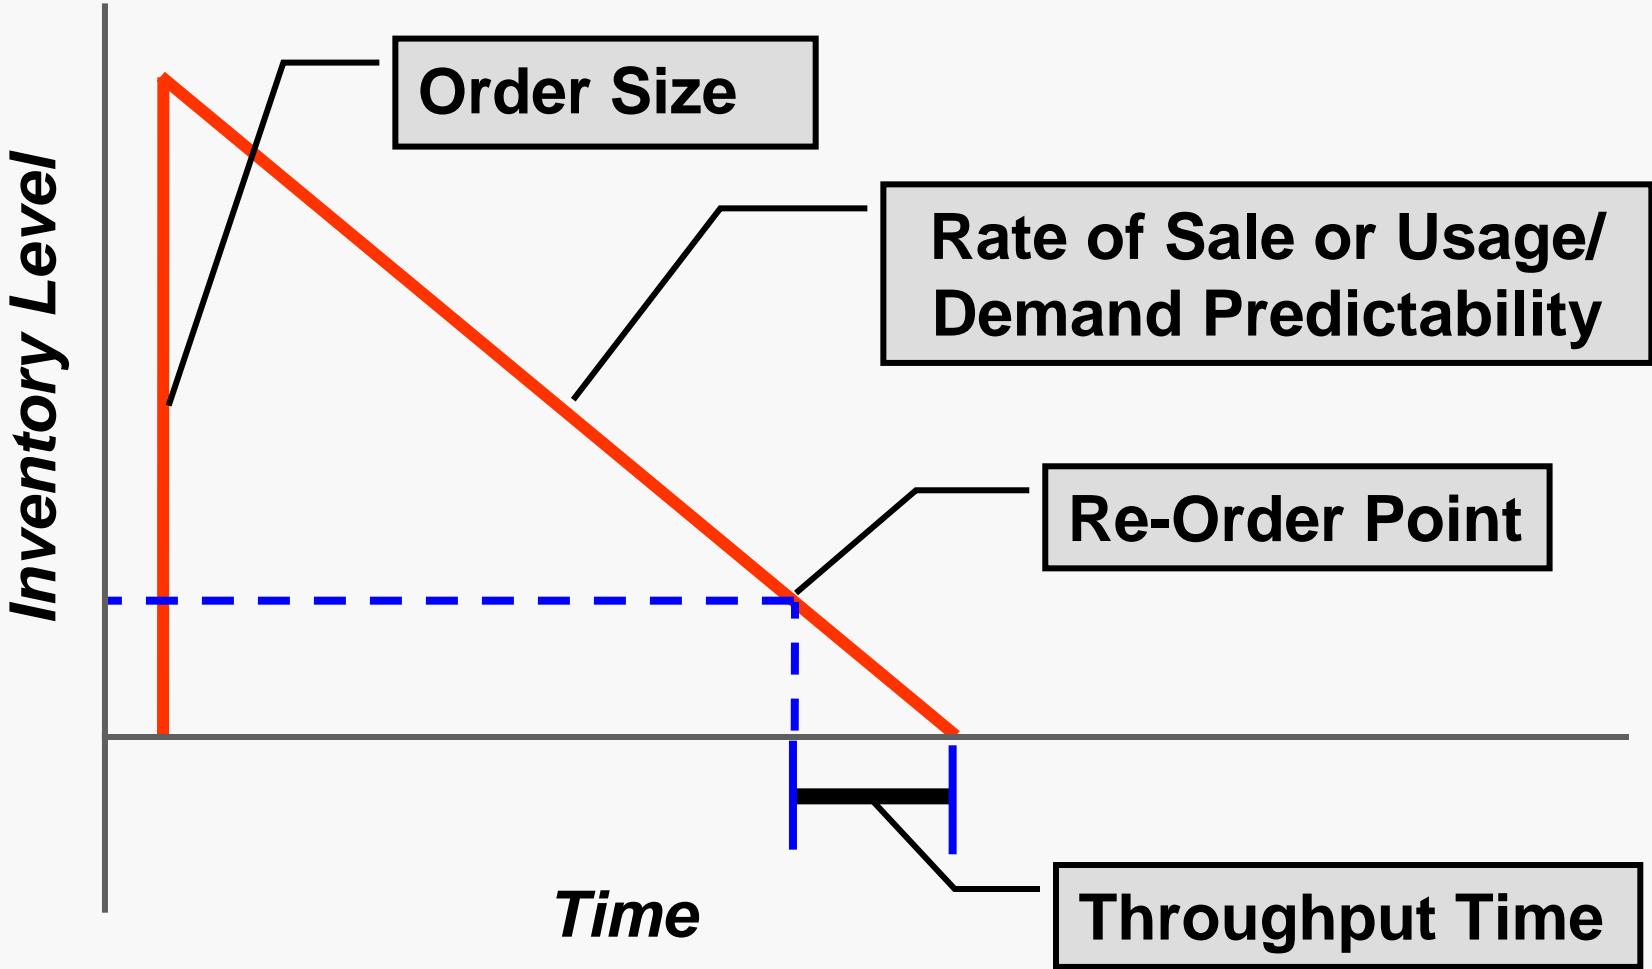 Order Size
Rate of Sale or Usage/
Demand Predictability
Inventory Level
Re-Order Point
Time
Throughput Time